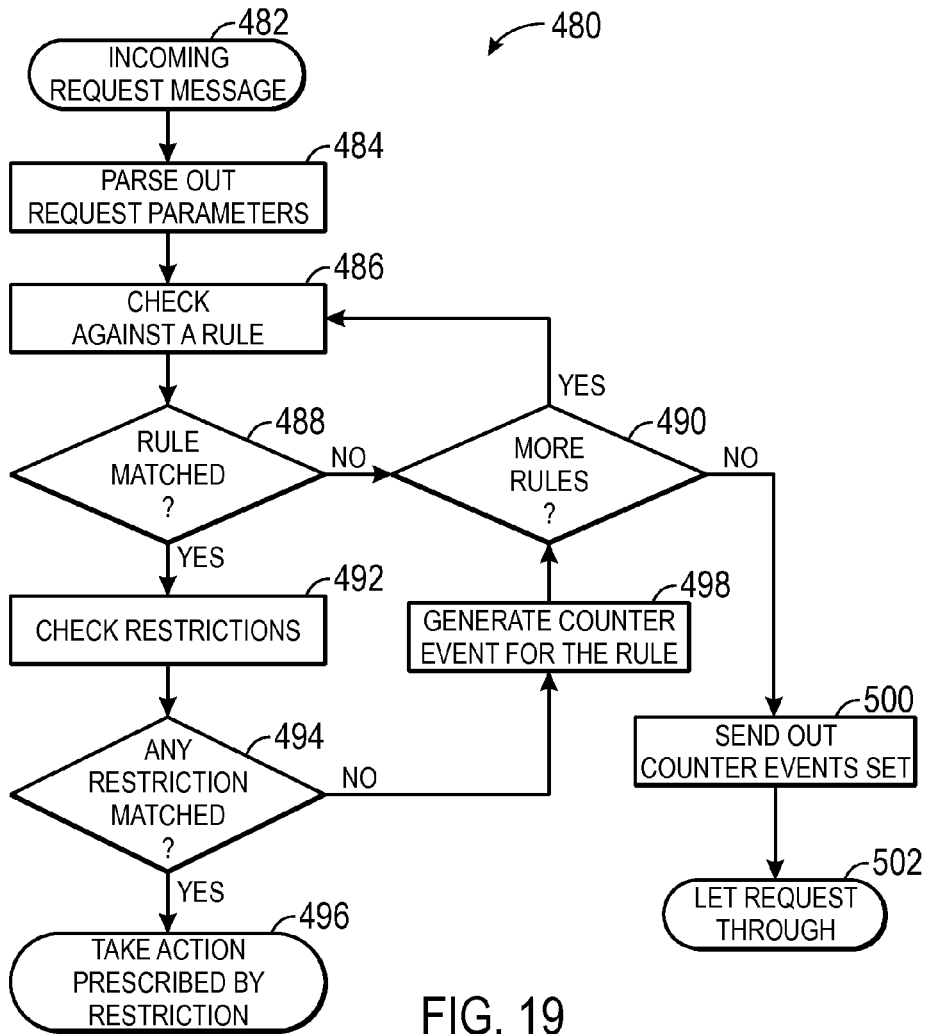 482
480
INCOMING
REQUEST MESSAGE
484
PARSE OUT
REQUEST PARAMETERS
486
CHECK
AGAINST A RULE
YES
488
RULE
MATCHED
?
NO
490
MORE
RULES
?
NO
YES
492
CHECK RESTRICTIONS
498
GENERATE COUNTER
EVENT FOR THE RULE
494
ANY
RESTRICTION
MATCHED
?
NO
500
SEND OUT
COUNTER EVENTS SET
YES
502
LET REQUEST
THROUGH
496
TAKE ACTION
PRESCRIBED BY
RESTRICTION
FIG. 19